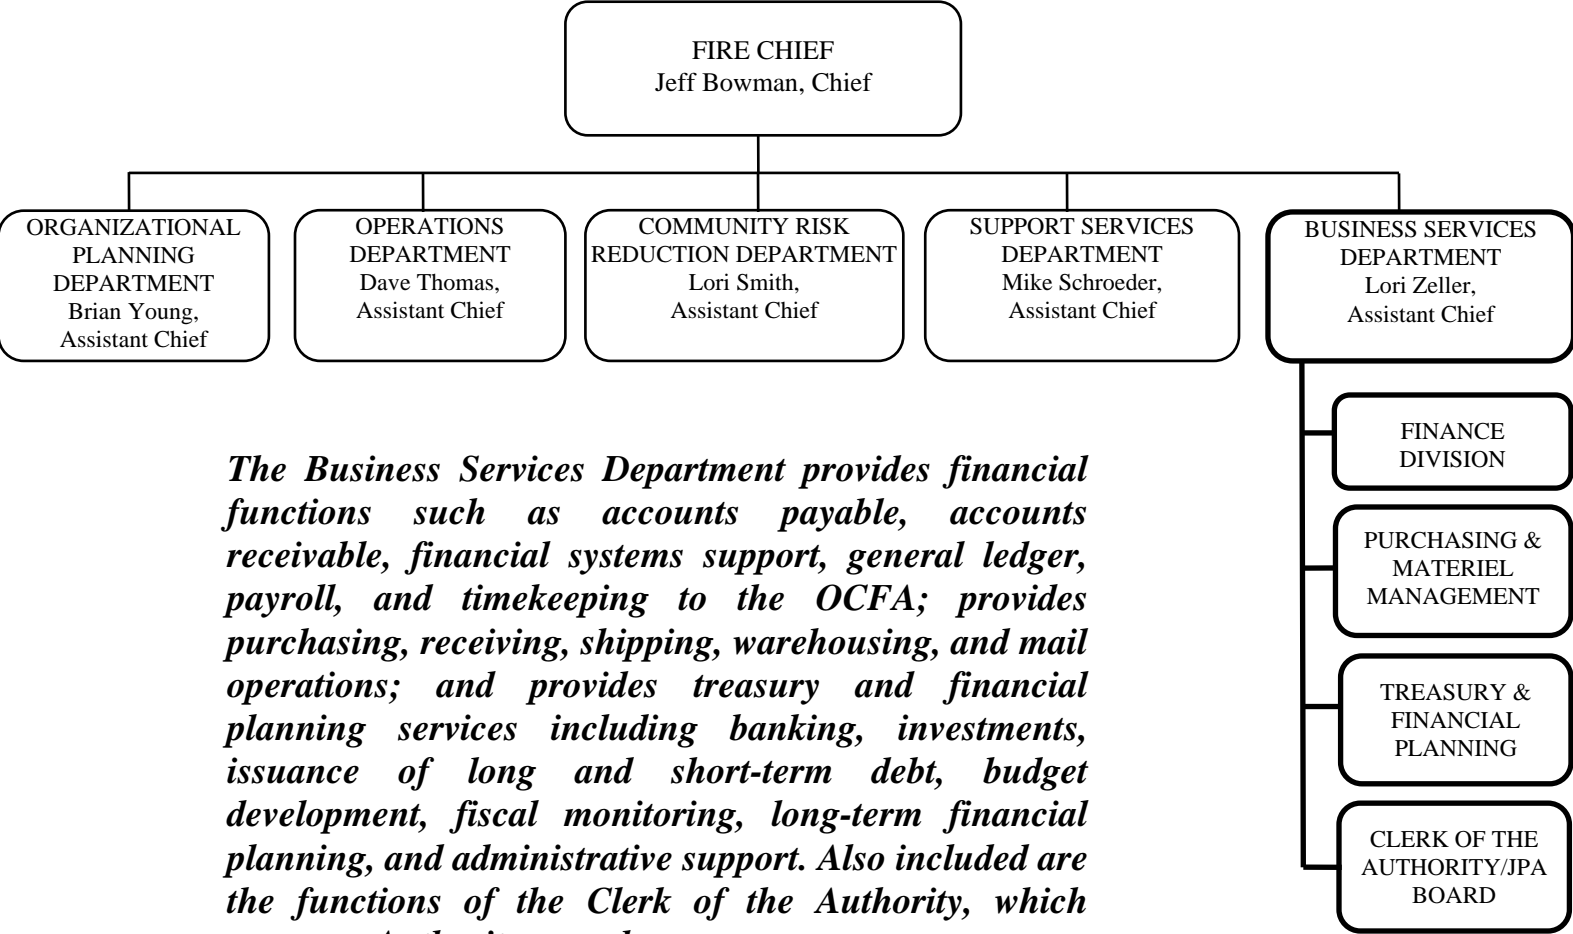 FIRE CHIEF
Jeff Bowman, Chief
ORGANIZATIONAL
PLANNING
DEPARTMENT
Brian Young,
Assistant Chief
OPERATIONS
DEPARTMENT
Dave Thomas,
Assistant Chief
COMMUNITY RISK
REDUCTION DEPARTMENT
Lori Smith,
Assistant Chief
SUPPORT SERVICES
DEPARTMENT
Mike Schroeder,
Assistant Chief
BUSINESS SERVICES
DEPARTMENT
Lori Zeller,
Assistant Chief
FINANCE
DIVISION
PURCHASING &
MATERIEL
MANAGEMENT
TREASURY &
FINANCIAL
PLANNING
CLERK OF THE
AUTHORITY/JPA
BOARD
The Business Services Department provides financial
functions such as accounts payable, accounts
receivable, financial systems support, general ledger,
payroll, and timekeeping to the OCFA; provides
purchasing, receiving, shipping, warehousing, and mail
operations; and provides treasury and financial
planning services including banking, investments,
issuance of long and short-term debt, budget
development, fiscal monitoring, long-term financial
planning, and administrative support. Also included are
the functions of the Clerk of the Authority, which